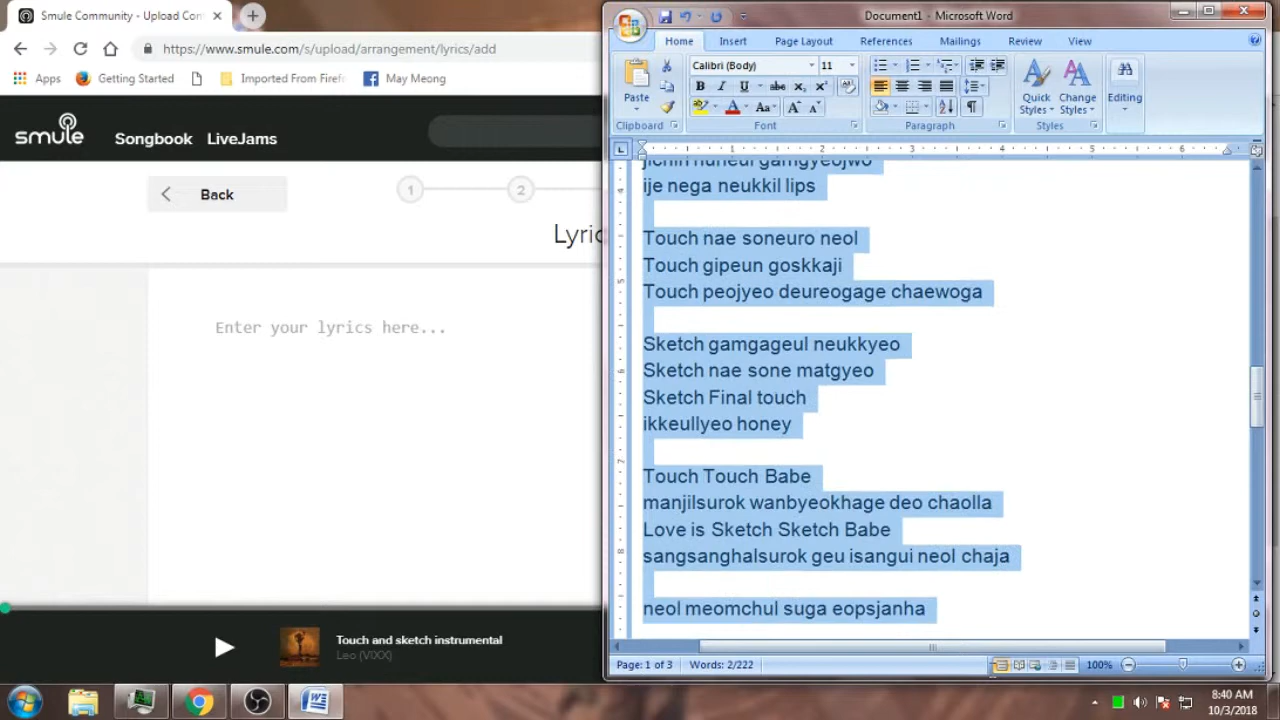 Smule Community - Upload Con
https://www.smule.com/s/upload/arrangement/lyrics/add
Apps
Getting Started
Imported From Firef
May Meong
smule
Songbook
LiveJams
Back
1
2
Lyric
Enter your lyrics here...
Touch and sketch instrumental
Leo (VIXX)
Document1 - Microsoft Word
Home
Insert
Page Layout
References
Mailings
Review
View
Calibri (Body)
11
Paste
Quick Styles
Change Styles
Editing
Clipboard
Font
Paragraph
Styles
jichin nuneul gamgyeojwo
ije nega neukkil lips
Touch nae soneuro neol
Touch gipeun goskkaji
Touch peojyeo deureogage chaewoga
Sketch gamgageul neukkyeo
Sketch nae sone matgyeo
Sketch Final touch
ikkeullyeo honey
Touch Touch Babe
manjilsurok wanbyeokhage deo chaolla
Love is Sketch Sketch Babe
sangsanghalsurok geu isangui neol chaja
neol meomchul suga eopsjanha
Page: 1 of 3
Words: 2/222
100%
8:40 AM
10/3/2018